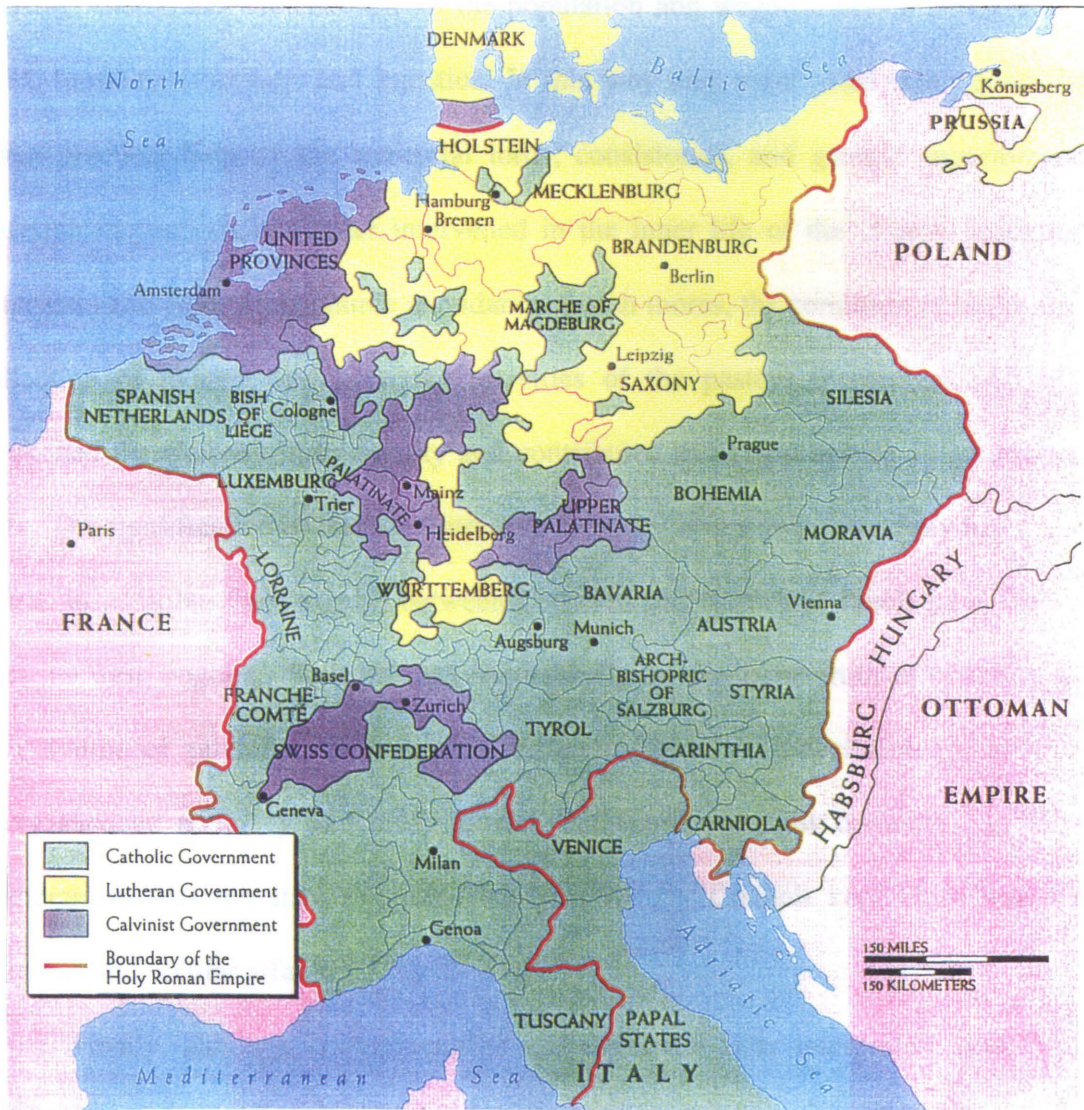 DENMARK
North
Sea
Baltic Sea
Königsberg
PRUSSIA
HOLSTEIN
MECKLENBURG
Hamburg
Bremen
UNITED
PROVINCES
BRANDENBURG
Berlin
POLAND
Amsterdam
MARCHE OF
MAGDEBURG
Leipzig
SAXONY
SPANISH
NETHERLANDS
BISH
OF
LIÉGE
Cologne
SILESIA
Prague
LUXEMBURG
Trier
PALATINATE
Mainz
Heidelberg
UPPER
PALATINATE
BOHEMIA
MORAVIA
Paris
FRANCE
LORRAINE
WÜRTTEMBERG
BAVARIA
Vienna
Augsburg
Munich
AUSTRIA
HABSBURG HUNGARY
Basel
FRANCHE-
COMTÉ
Zurich
SWISS CONFEDERATION
TYROL
ARCH-
BISHOPRIC
OF
SALZBURG
STYRIA
CARINTHIA
OTTOMAN
EMPIRE
Geneva
Milan
VENICE
CARNIOLA
Genoa
Catholic Government
Lutheran Government
Calvinist Government
Boundary of the
Holy Roman Empire
150 MILES
150 KILOMETERS
Adriatic
Sea
TUSCANY
PAPAL
STATES
ITALY
Mediterranean Sea